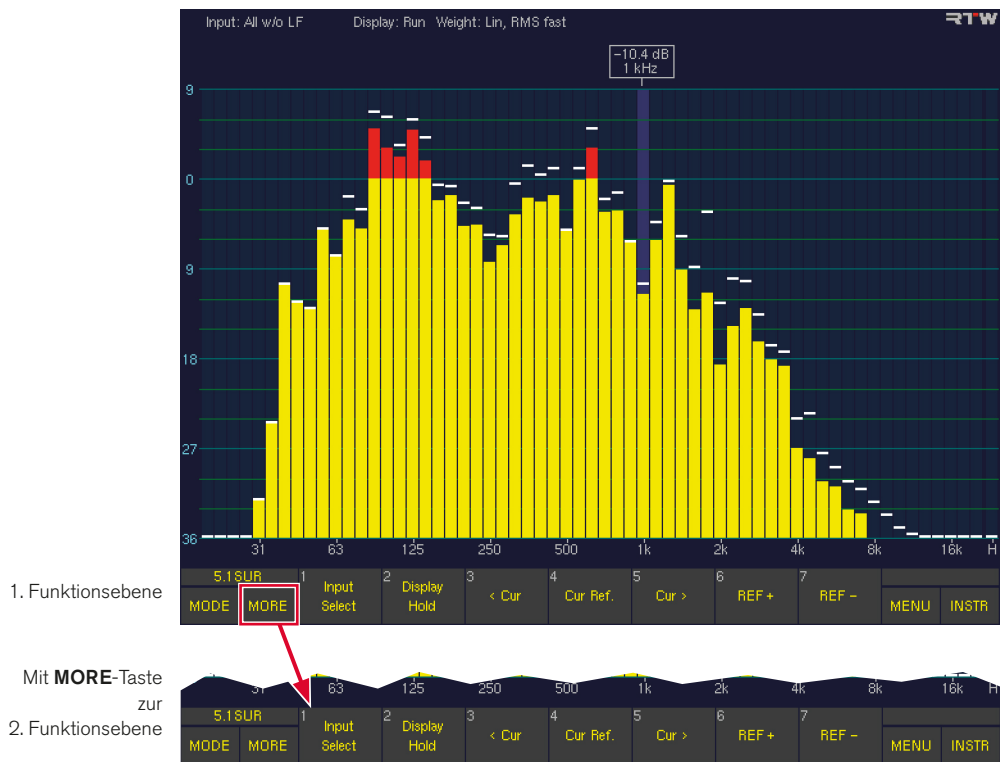 Input: All w/o LF Display: Run Weight: Lin, RMS fast RTW
−10.4 dB
1 kHz
9
0
9
18
27
36
31 63 125 250 500 1k 2k 4k 8k 16k H
1. Funktionsebene
5.1SUR
MODE MORE
1 Input Select
2 Display Hold
3 < Cur
4 Cur Ref.
5 Cur >
6 REF +
7 REF −
MENU INSTR
Mit MORE-Taste
zur
2. Funktionsebene
31 63 125 250 500 1k 2k 4k 8k 16k H
5.1SUR
MODE MORE
1 Input Select
2 Display Hold
3 < Cur
4 Cur Ref.
5 Cur >
6 REF +
7 REF −
MENU INSTR